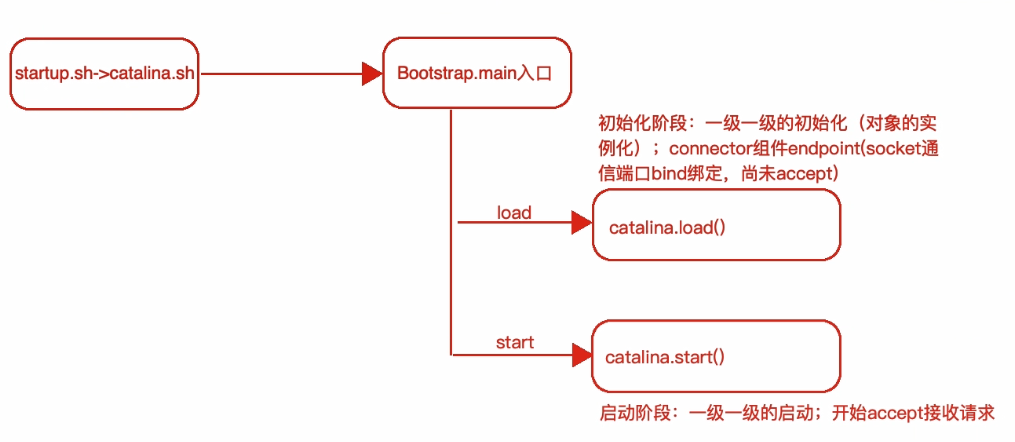 startup.sh->catalina.sh
Bootstrap.main入口
初始化阶段：一级一级的初始化（对象的实
例化）；connector组件endpoint(socket通
信端口bind绑定，尚未accept)
load
catalina.load()
start
catalina.start()
启动阶段：一级一级的启动；开始accept接收请求